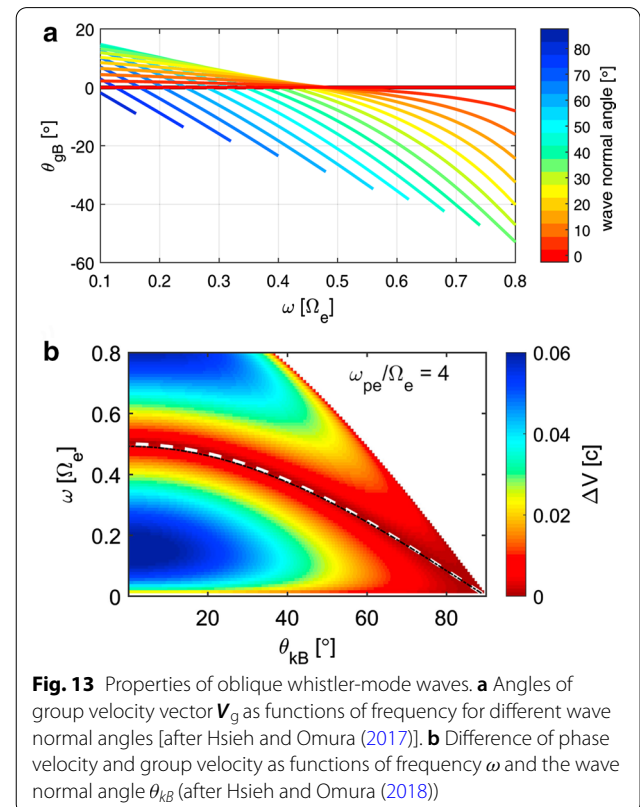 a
20
0
-20
-40
-60
θgB [°]
0.1 0.2 0.3 0.4 0.5 0.6 0.7 0.8
ω [Ωe]
80
70
60
50
40
30
20
10
0
wave normal angle [°]
b
ωpe/Ωe = 4
0.8
0.6
0.4
0.2
0
ω [Ωe]
20 40 60 80
θkB [°]
0.06
0.04
0.02
0
ΔV [c]
Fig. 13 Properties of oblique whistler-mode waves. a Angles of
group velocity vector Vg as functions of frequency for different wave
normal angles [after Hsieh and Omura (2017)]. b Difference of phase
velocity and group velocity as functions of frequency ω and the wave
normal angle θkB (after Hsieh and Omura (2018))